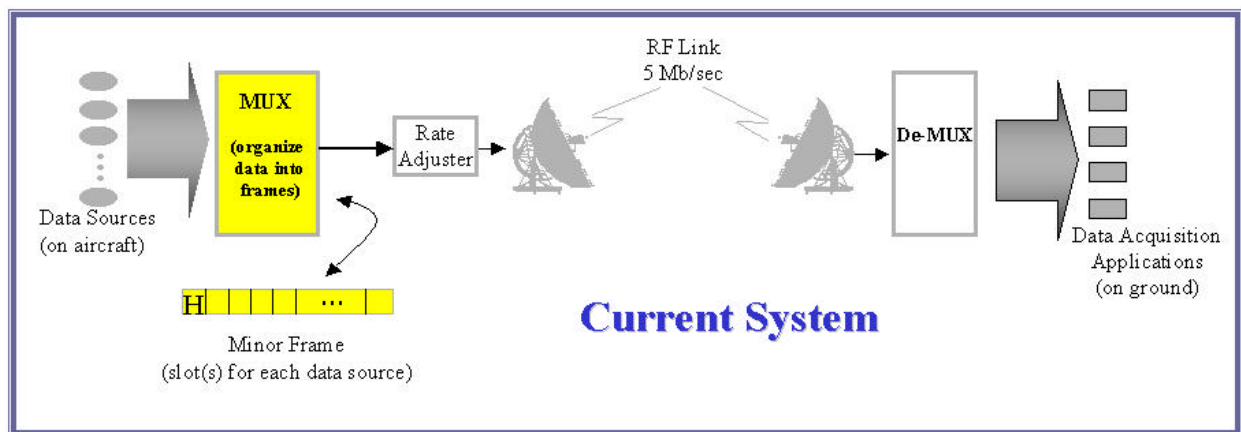 RF Link
5 Mb/sec
MUX
(organize
data into
frames)
Rate
Adjuster
De-MUX
Data Sources
(on aircraft)
Data Acquisition
Applications
(on ground)
H
...
Minor Frame
(slot(s) for each data source)
Current System